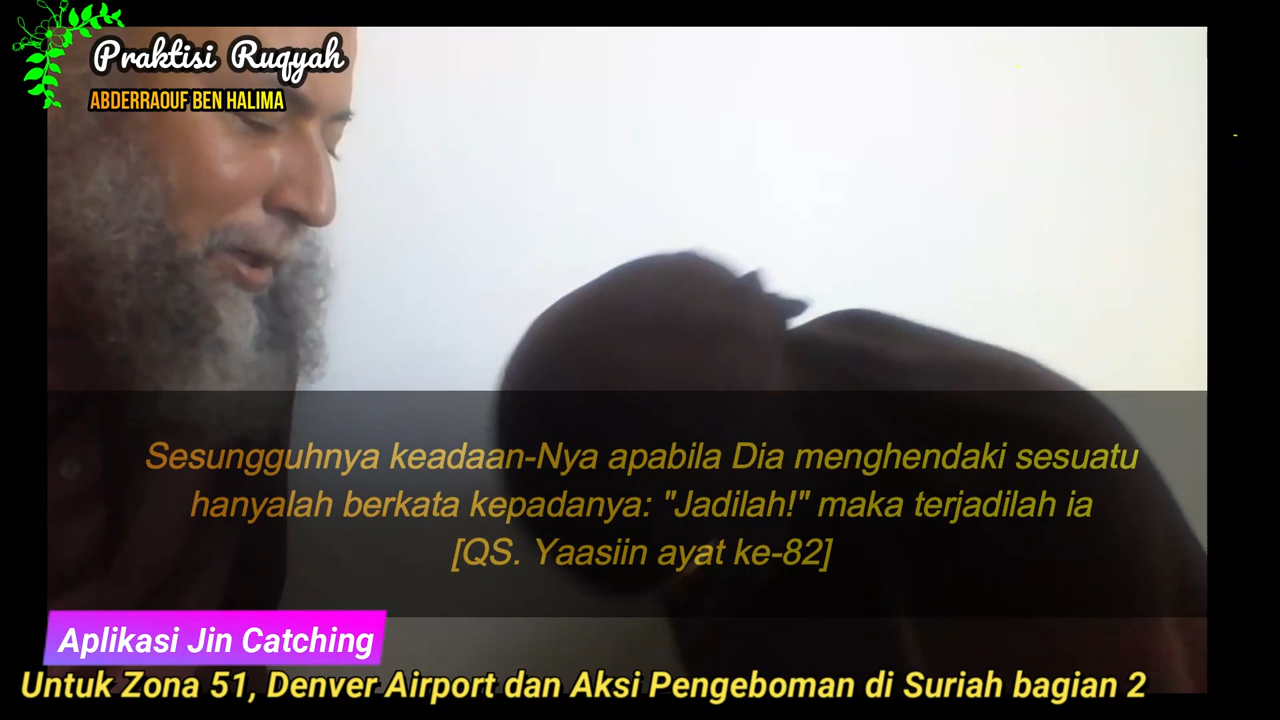 Praktisi Ruqyah
ABDERRAOUF BEN HALIMA
Sesungguhnya keadaan-Nya apabila Dia menghendaki sesuatu
hanyalah berkata kepadanya: "Jadilah!" maka terjadilah ia
[QS. Yaasiin ayat ke-82]
Aplikasi Jin Catching
Untuk Zona 51, Denver Airport dan Aksi Pengeboman di Suriah bagian 2